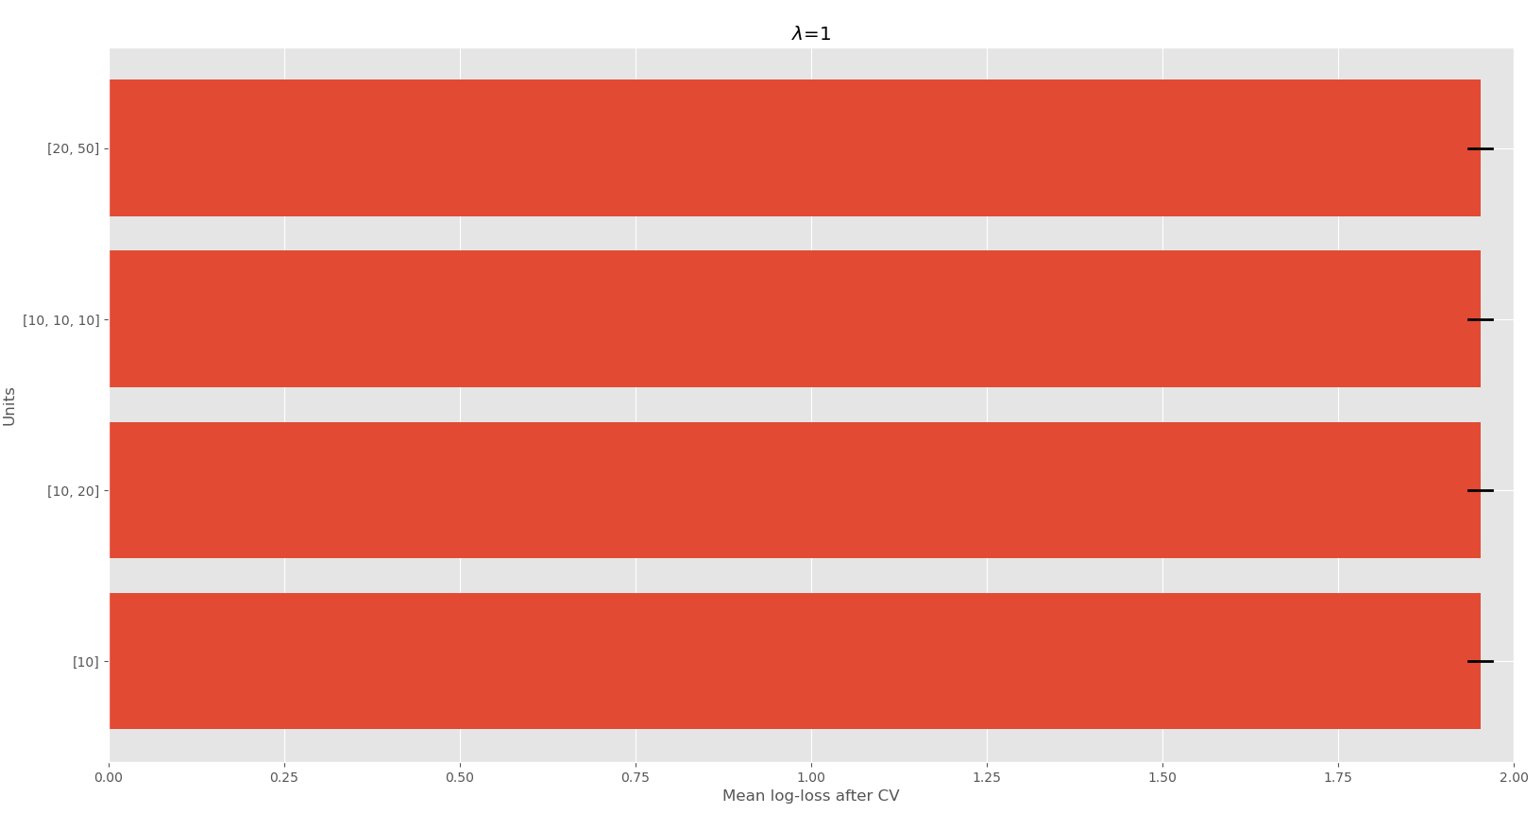 λ=1
[20, 50]
[10, 10, 10]
Units
[10, 20]
[10]
0.00 0.25 0.50 0.75 1.00 1.25 1.50 1.75 2.00
Mean log-loss after CV